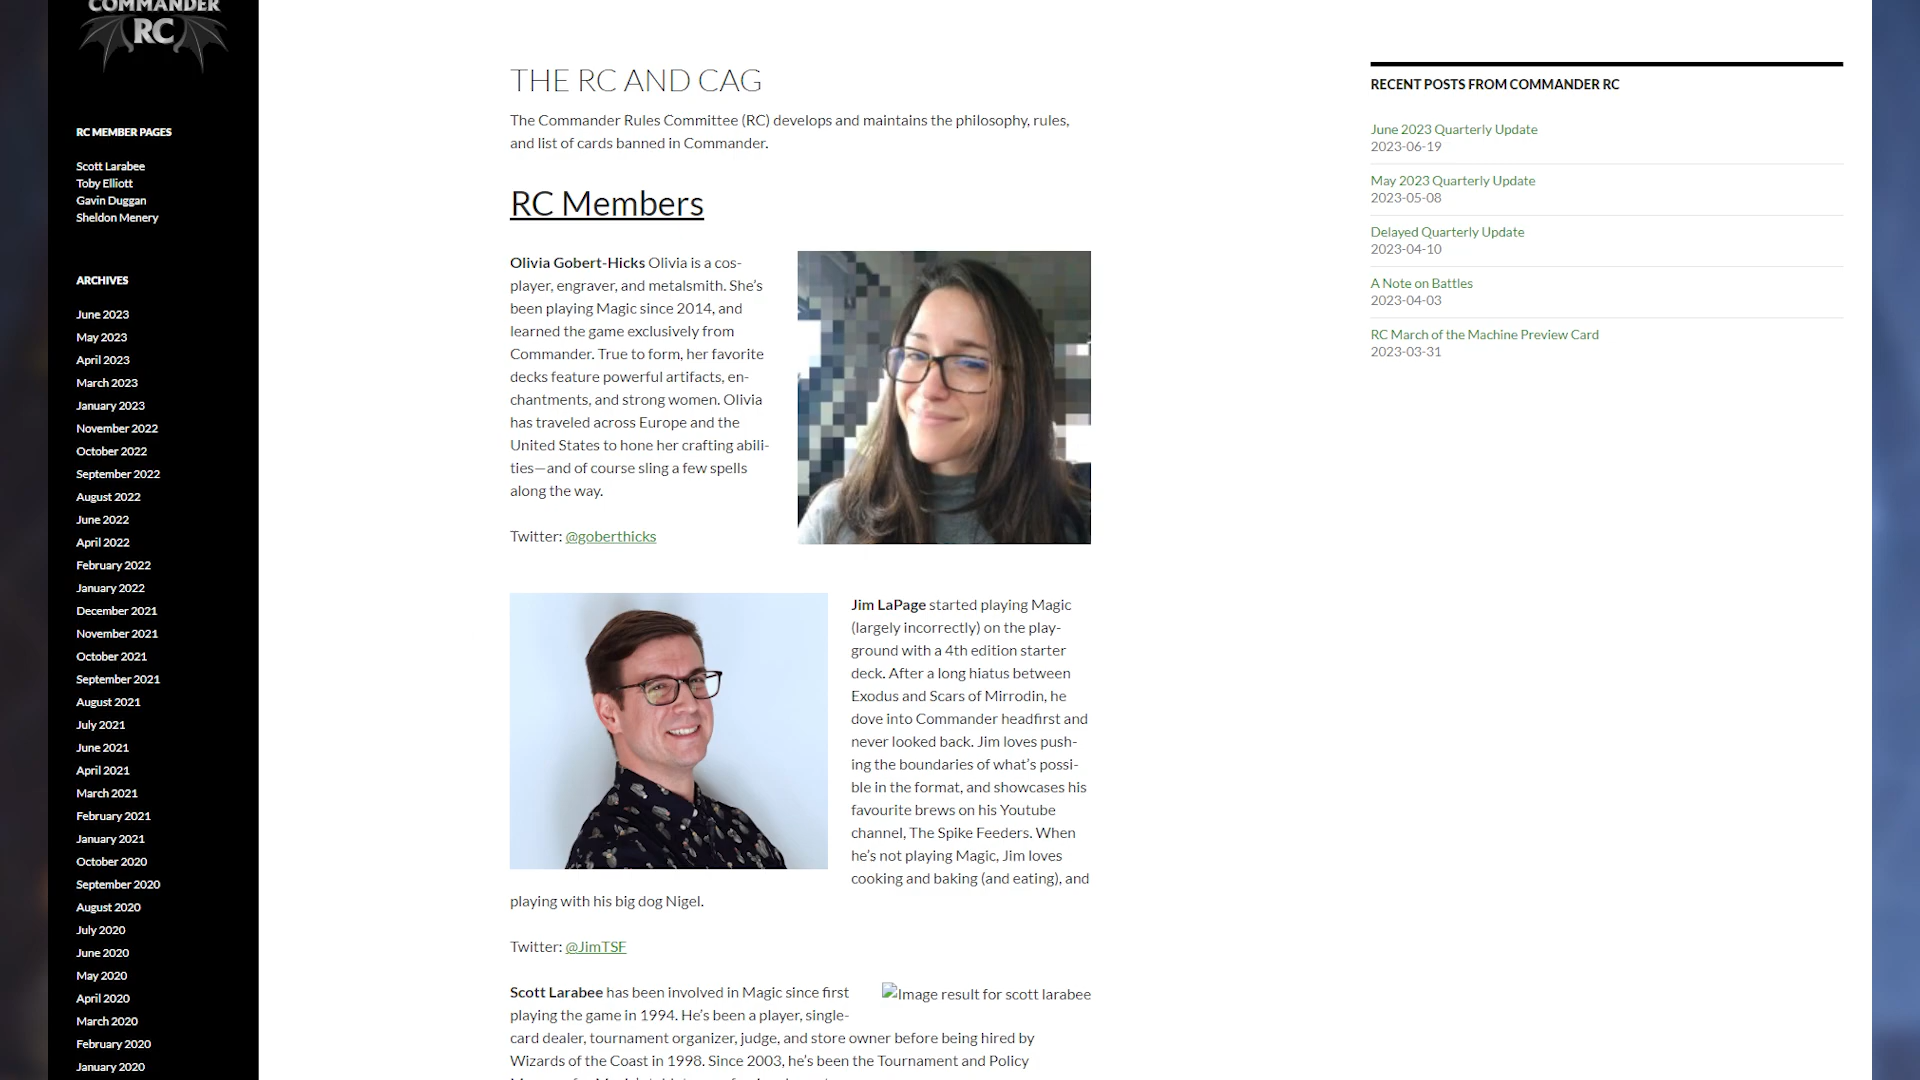 COMMANDER
RC
RC MEMBER PAGES
Scott Larabee
Toby Elliott
Gavin Duggan
Sheldon Menery
ARCHIVES
June 2023
May 2023
April 2023
March 2023
January 2023
November 2022
October 2022
September 2022
August 2022
June 2022
April 2022
February 2022
January 2022
December 2021
November 2021
October 2021
September 2021
August 2021
July 2021
June 2021
April 2021
March 2021
February 2021
January 2021
October 2020
September 2020
August 2020
July 2020
June 2020
May 2020
April 2020
March 2020
February 2020
January 2020
THE RC AND CAG
The Commander Rules Committee (RC) develops and maintains the philosophy, rules,
and list of cards banned in Commander.
RC Members
Olivia Gobert-Hicks Olivia is a cos-
player, engraver, and metalsmith. She's
been playing Magic since 2014, and
learned the game exclusively from
Commander. True to form, her favorite
decks feature powerful artifacts, en-
chantments, and strong women. Olivia
has traveled across Europe and the
United States to hone her crafting abili-
ties—and of course sling a few spells
along the way.
Twitter: @goberthicks
Jim LaPage started playing Magic
(largely incorrectly) on the play-
ground with a 4th edition starter
deck. After a long hiatus between
Exodus and Scars of Mirrodin, he
dove into Commander headfirst and
never looked back. Jim loves push-
ing the boundaries of what's possi-
ble in the format, and showcases his
favourite brews on his Youtube
channel, The Spike Feeders. When
he's not playing Magic, Jim loves
cooking and baking (and eating), and
playing with his big dog Nigel.
Twitter: @JimTSF
Image result for scott larabee
Scott Larabee has been involved in Magic since first
playing the game in 1994. He's been a player, single-
card dealer, tournament organizer, judge, and store owner before being hired by
Wizards of the Coast in 1998. Since 2003, he's been the Tournament and Policy
RECENT POSTS FROM COMMANDER RC
June 2023 Quarterly Update
2023-06-19
May 2023 Quarterly Update
2023-05-08
Delayed Quarterly Update
2023-04-10
A Note on Battles
2023-04-03
RC March of the Machine Preview Card
2023-03-31